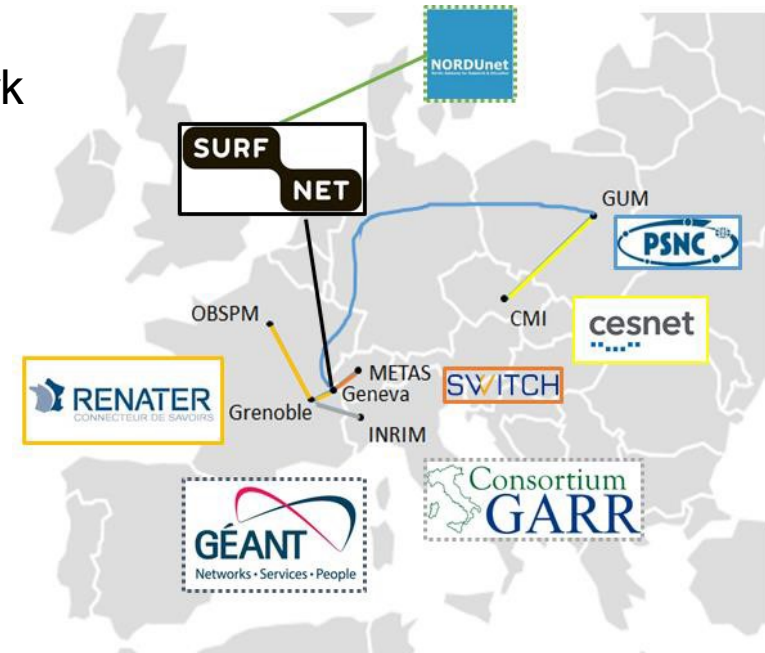 rk
NORDUnet
SURF
NET
GUM
PSNC
OBSPM
CMI
cesnet
METAS
SWITCH
Geneva
RENATER
CONNECTEUR DE SAVOIRS
Grenoble
INRIM
Consortium
GARR
GÉANT
Networks • Services • People